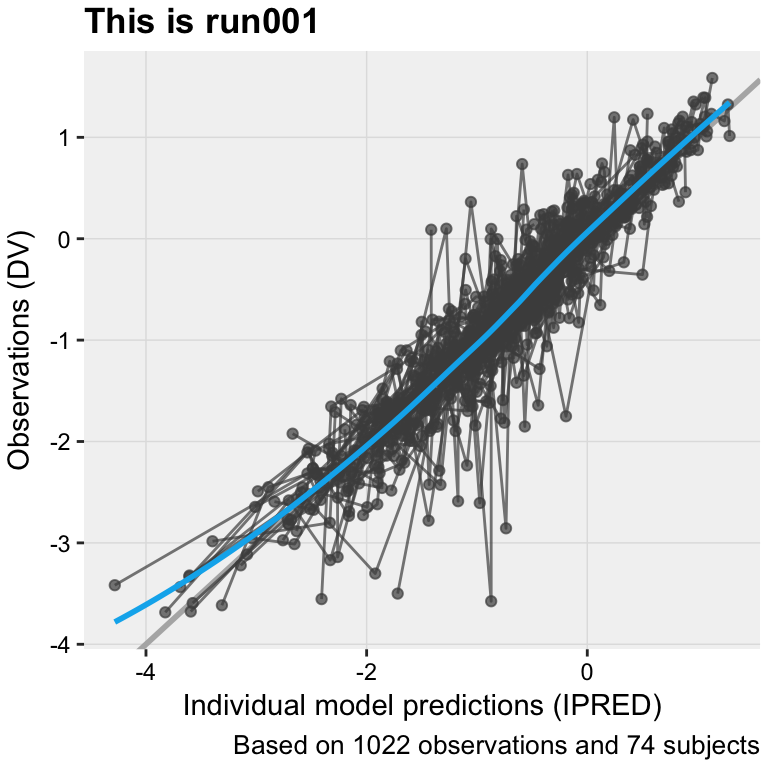 This is run001
1
0
-1
-2
-3
-4
Observations (DV)
-4 -2 0
Individual model predictions (IPRED)
Based on 1022 observations and 74 subjects